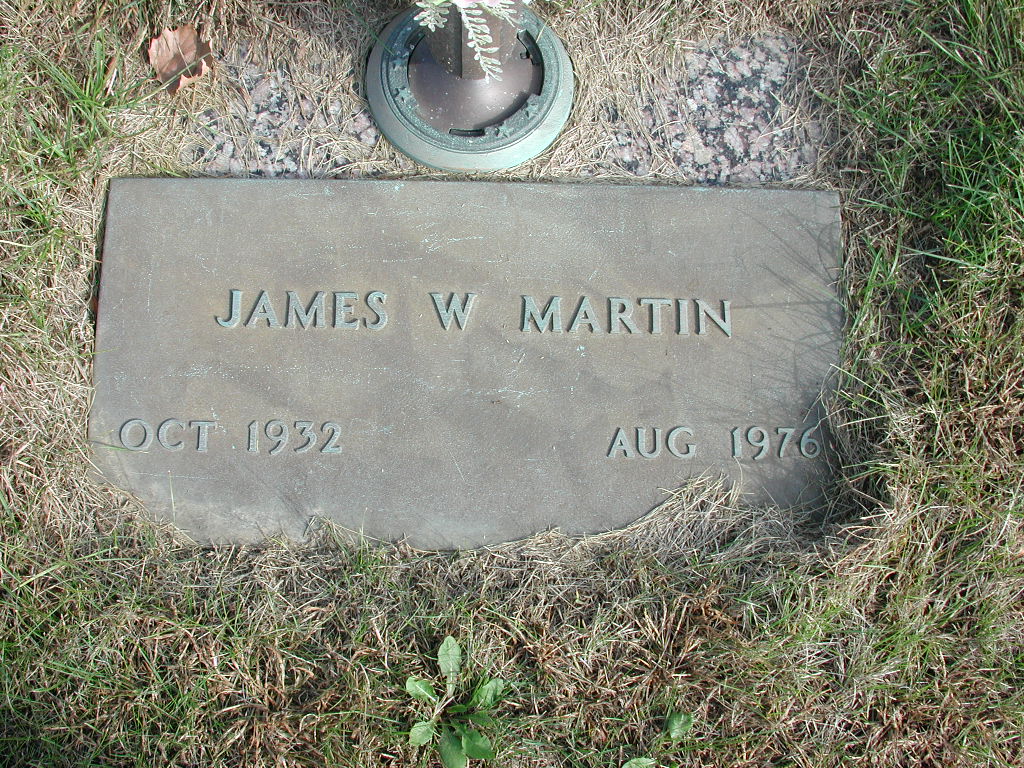 JAMES W MARTIN
OCT 1932 AUG 1976